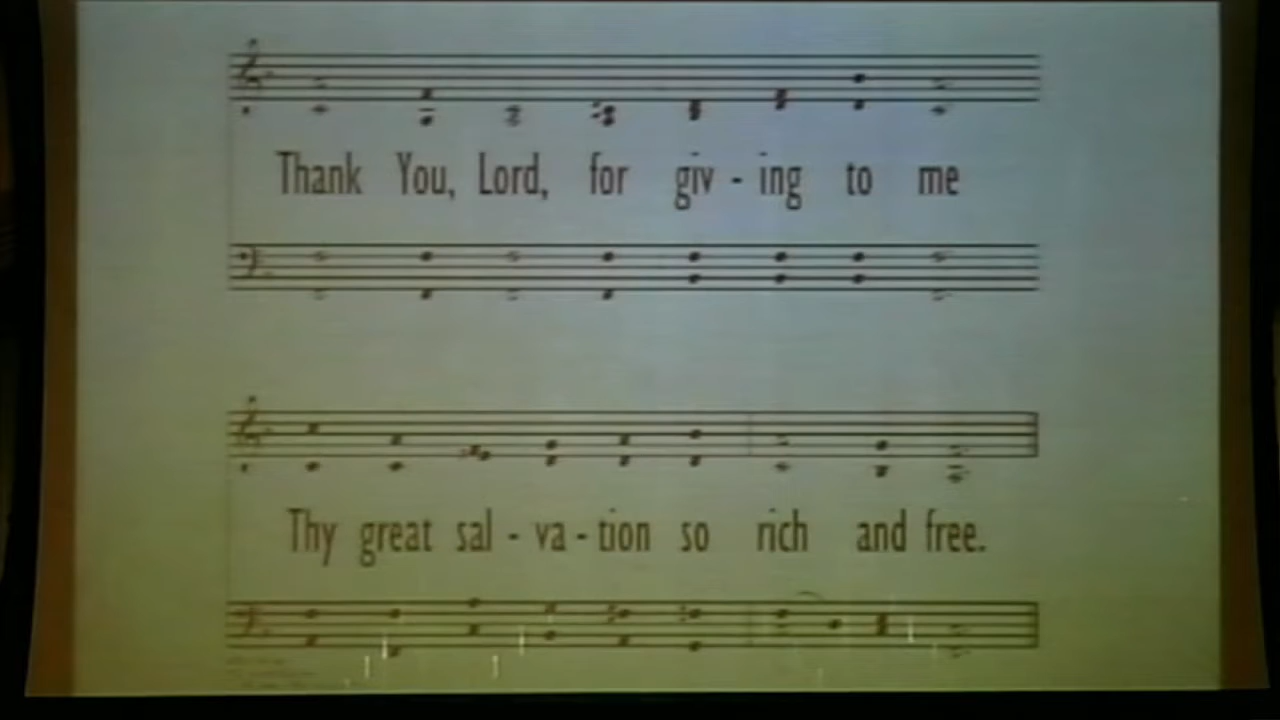 Thank You, Lord, for giv - ing to me
Thy great sal - va - tion so rich and free.